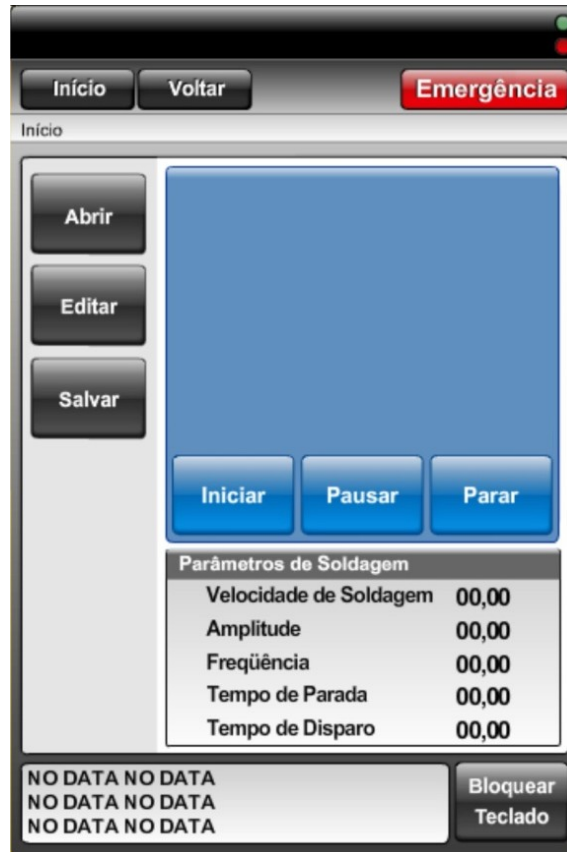 Início Voltar Emergência
Início
Abrir
Editar
Salvar
Iniciar Pausar Parar
Parâmetros de Soldagem
Velocidade de Soldagem 00,00
Amplitude 00,00
Freqüência 00,00
Tempo de Parada 00,00
Tempo de Disparo 00,00
NO DATA NO DATA
NO DATA NO DATA
NO DATA NO DATA
Bloquear
Teclado